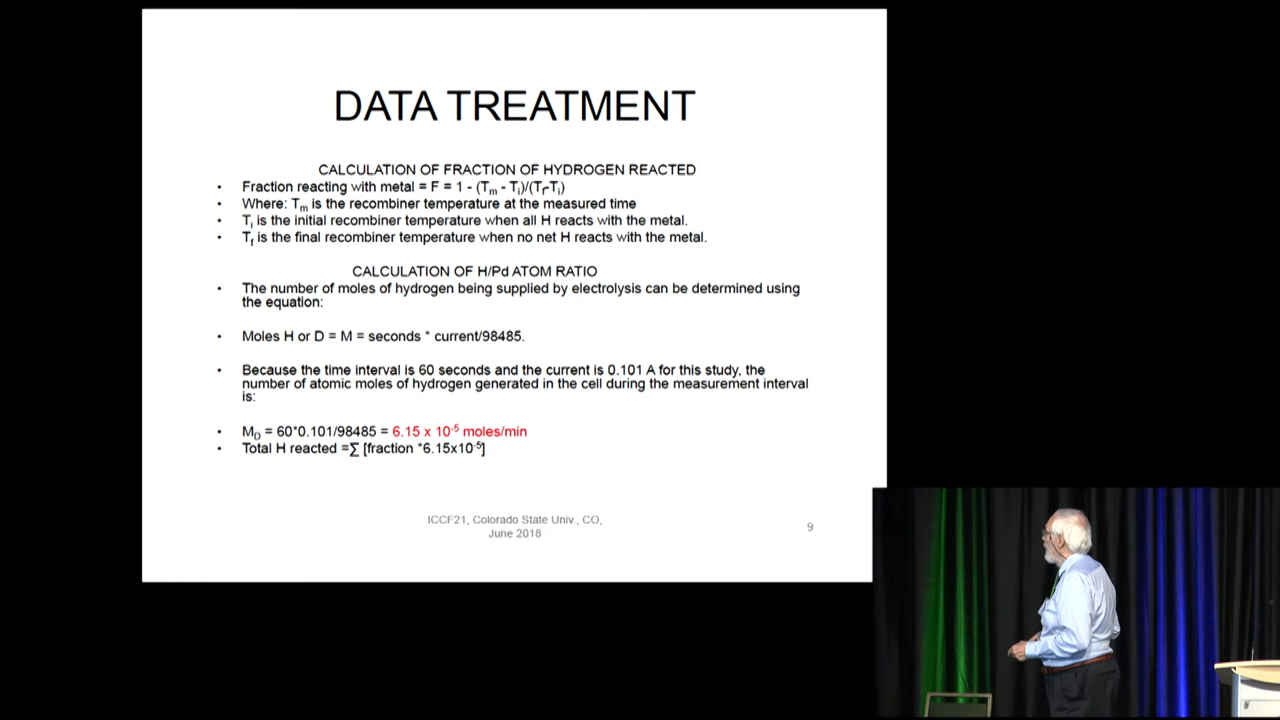 DATA TREATMENT
CALCULATION OF FRACTION OF HYDROGEN REACTED
• Fraction reacting with metal = F = 1 - (Tm - Ti)/(Tf-Ti)
• Where: Tm is the recombiner temperature at the measured time
• Ti is the initial recombiner temperature when all H reacts with the metal.
• Tf is the final recombiner temperature when no net H reacts with the metal.
CALCULATION OF H/Pd ATOM RATIO
• The number of moles of hydrogen being supplied by electrolysis can be determined using
the equation:
• Moles H or D = M = seconds * current/98485.
• Because the time interval is 60 seconds and the current is 0.101 A for this study, the
number of atomic moles of hydrogen generated in the cell during the measurement interval
is:
• MD = 60*0.101/98485 = 6.15 x 10-5 moles/min
• Total H reacted =∑ [fraction *6.15x10-5]
ICCF21, Colorado State Univ., CO,
June 2018
9